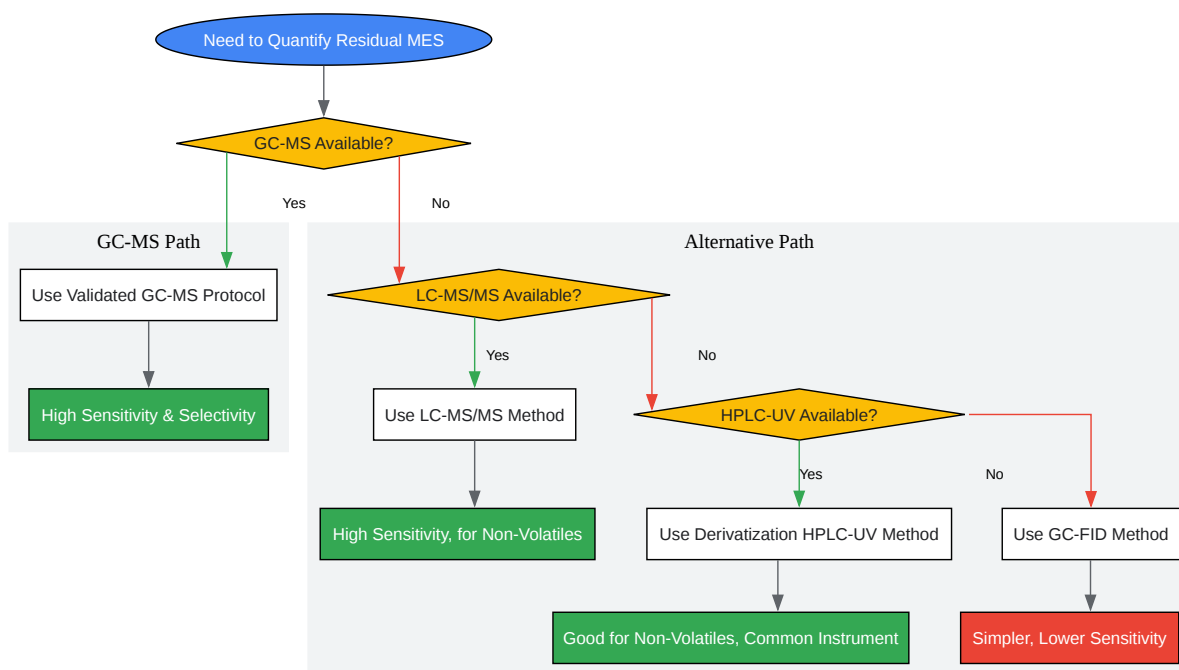 Need to Quantify Residual MES
GC-MS Available?
Yes
No
GC-MS Path
Alternative Path
Use Validated GC-MS Protocol
LC-MS/MS Available?
Yes
No
High Sensitivity & Selectivity
Use LC-MS/MS Method
HPLC-UV Available?
Yes
No
High Sensitivity, for Non-Volatiles
Use Derivatization HPLC-UV Method
Use GC-FID Method
Good for Non-Volatiles, Common Instrument
Simpler, Lower Sensitivity